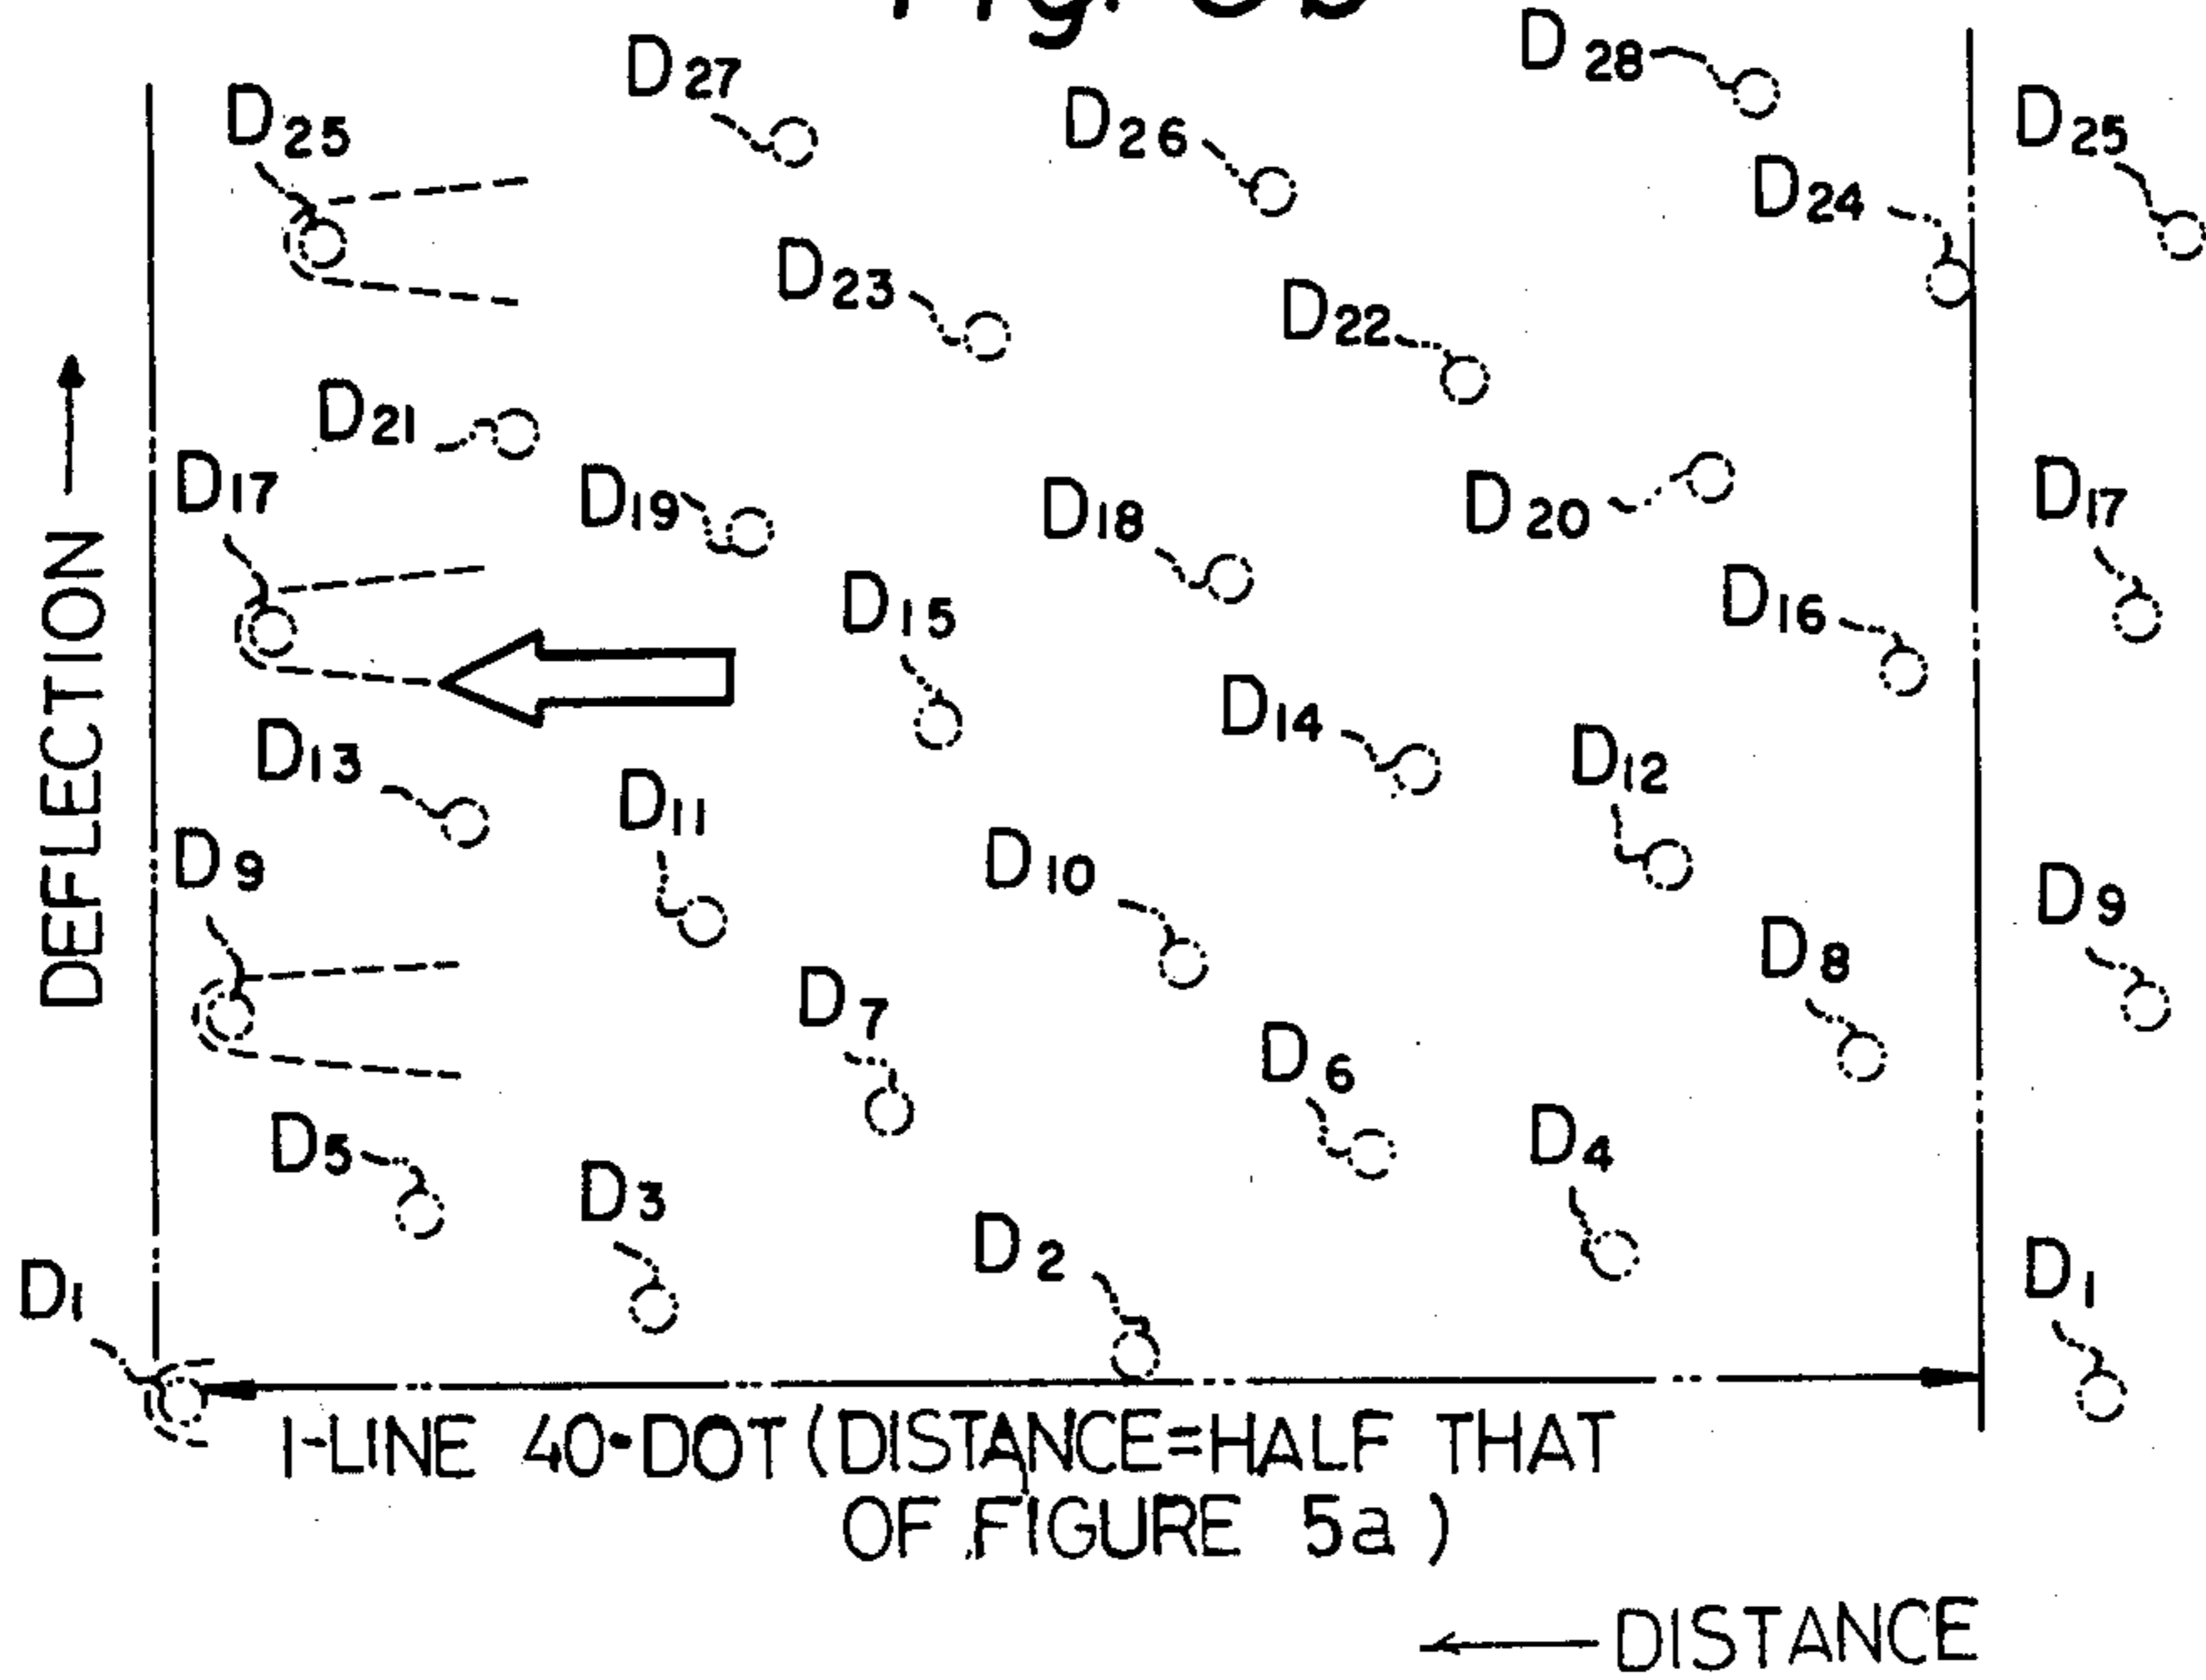 D28
D27
D25
D26
D25
D24
D23
D22
D21
D17
D19
D18
D20
D17
D15
D16
D14
D13
D12
D11
D9
D10
D9
D8
D7
D6
D5
D4
D3
D2
D1
D1
DEFLECTION
1-LINE 40-DOT (DISTANCE=HALF THAT
OF FIGURE 5a)
DISTANCE